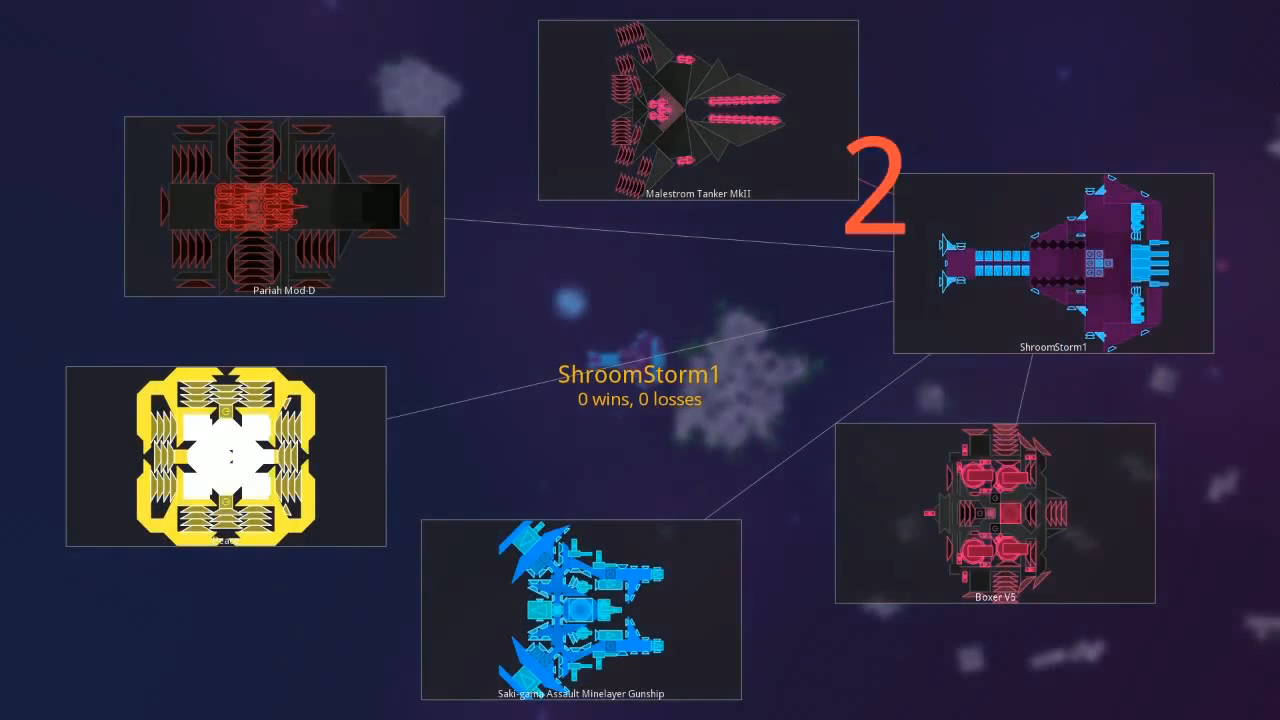 Malestrom Tanker MkII
2
Pariah Mod-D
ShroomStorm1
ShroomStorm1
0 wins, 0 losses
Boxer V5
Saki-gama Assault Minelayer Gunship